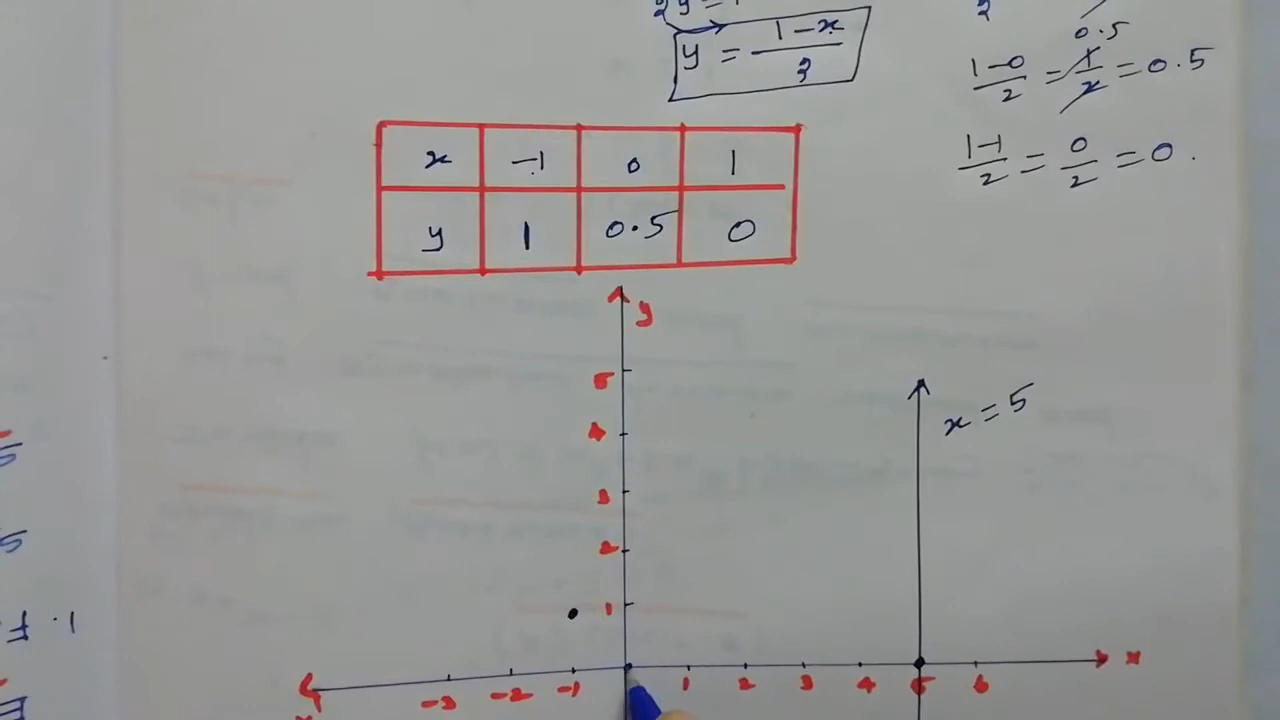 y = 1-x/2
0.5
1-0/2 = 1/2 = 0.5
1-1/2 = 0/2 = 0.
x -1 0 1
y 1 0.5 0
y
5
4
3
2
1
x = 5
-3 -2 -1 1 2 3 4 5 6 x
1. F